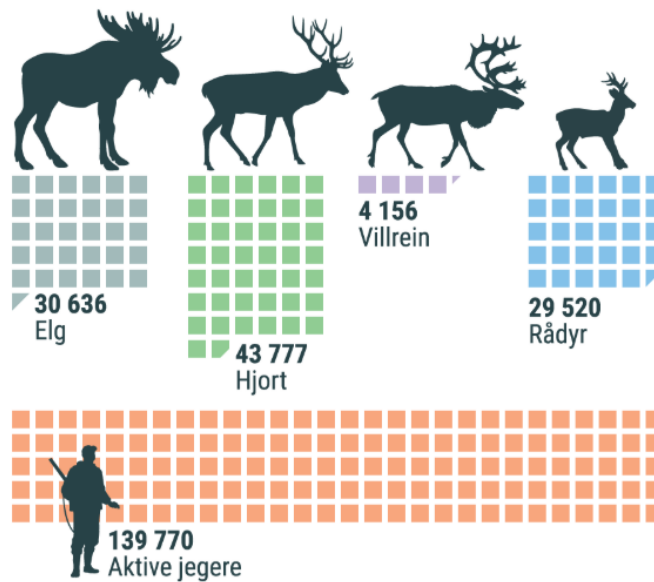 30 636
Elg
43 777
Hjort
4 156
Villrein
29 520
Rådyr
139 770
Aktive jegere